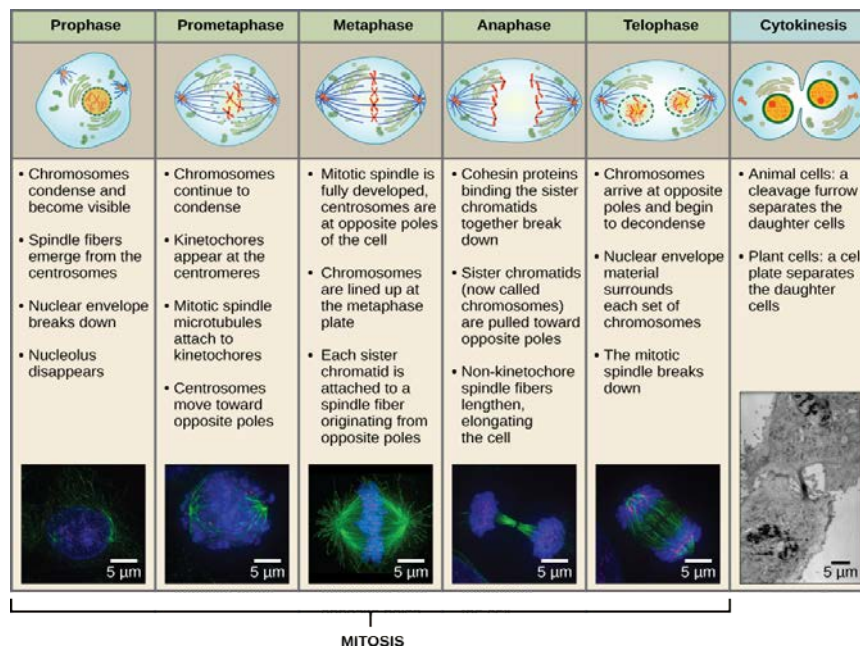 Prophase
Prometaphase
Metaphase
Anaphase
Telophase
Cytokinesis
• Chromosomes
condense and
become visible
• Spindle fibers
emerge from the
centrosomes
• Nuclear envelope
breaks down
• Nucleolus
disappears
• Chromosomes
continue to
condense
• Kinetochores
appear at the
centromeres
• Mitotic spindle
microtubules
attach to
kinetochores
• Centrosomes
move toward
opposite poles
• Mitotic spindle is
fully developed,
centrosomes are
at opposite poles
of the cell
• Chromosomes
are lined up at
the metaphase
plate
• Each sister
chromatid is
attached to a
spindle fiber
originating from
opposite poles
• Cohesin proteins
binding the sister
chromatids
together break
down
• Sister chromatids
(now called
chromosomes)
are pulled toward
opposite poles
• Non-kinetochore
spindle fibers
lengthen,
elongating
the cell
• Chromosomes
arrive at opposite
poles and begin
to decondense
• Nuclear envelope
material
surrounds
each set of
chromosomes
• The mitotic
spindle breaks
down
• Animal cells: a
cleavage furrow
separates the
daughter cells
• Plant cells: a cell
plate separates
the daughter
cells
5 µm
5 µm
5 µm
5 µm
5 µm
5 µm
MITOSIS